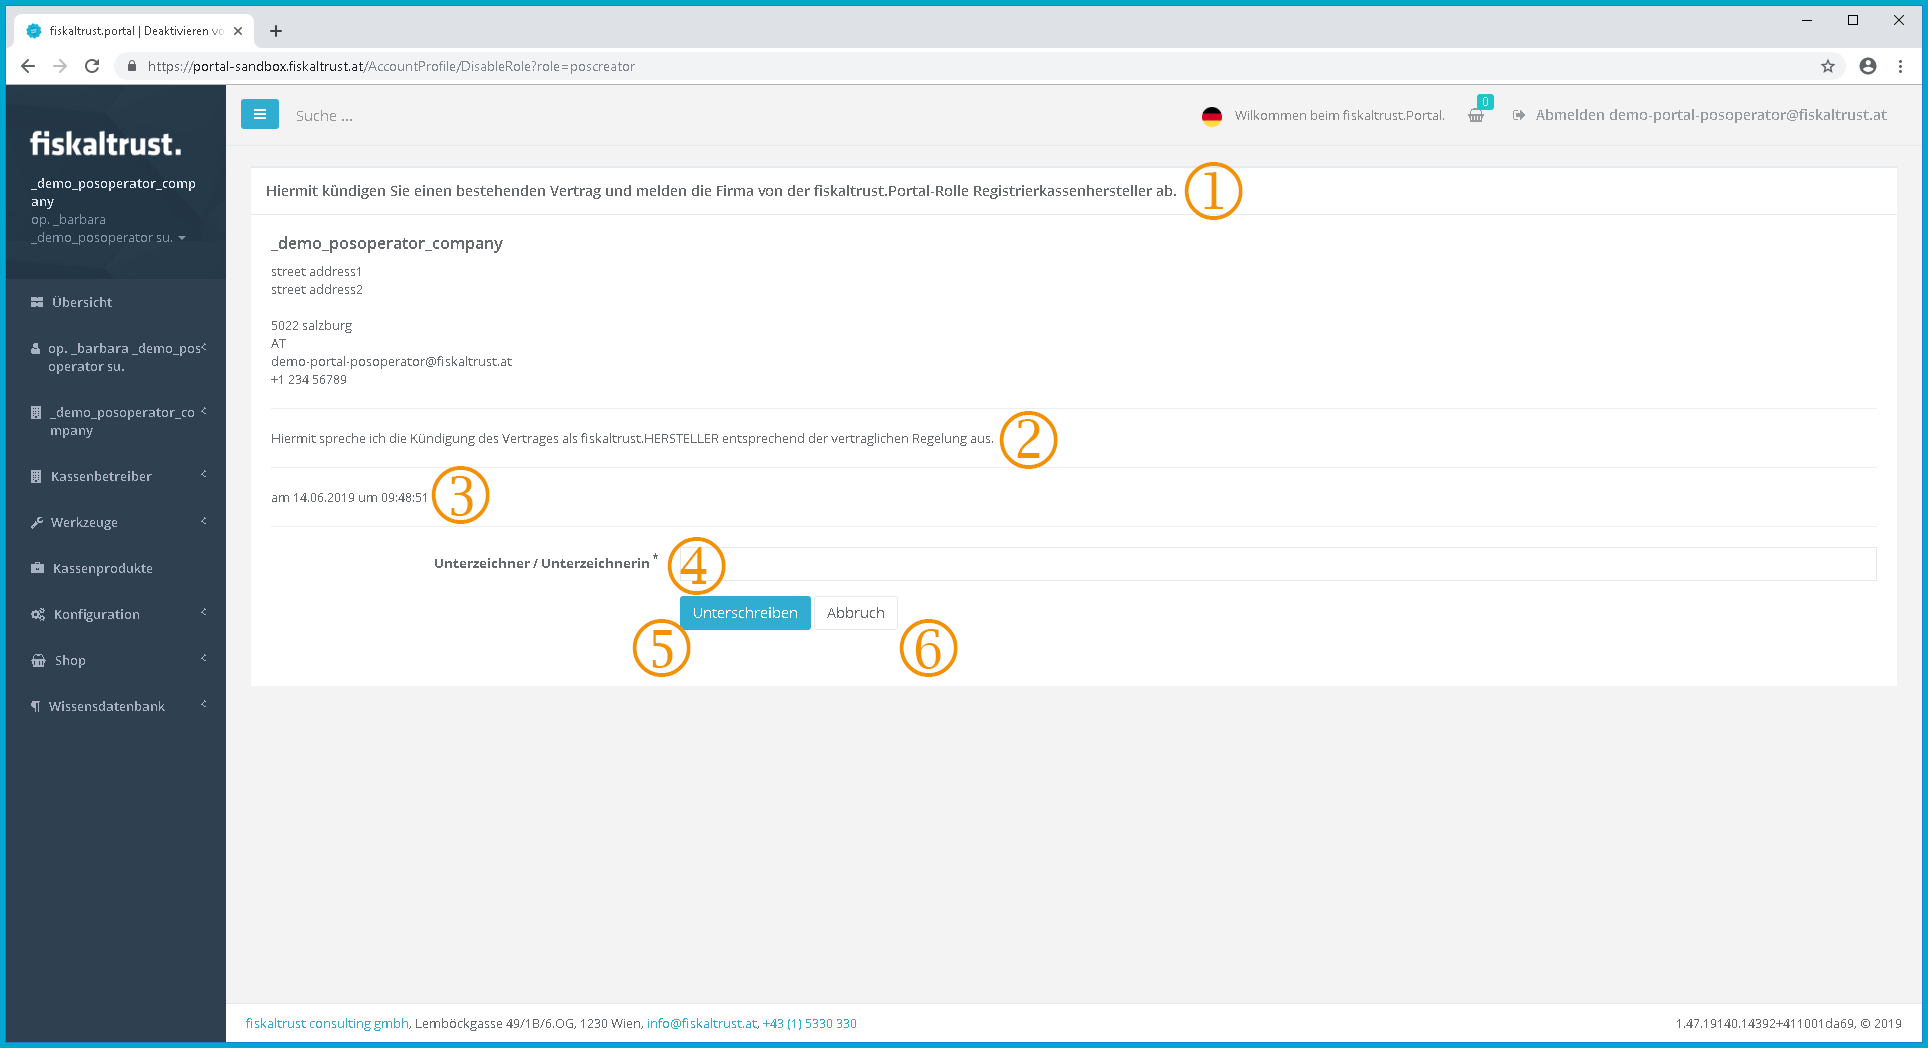 fiskaltrust.portal | Deaktivieren vo
https://portal-sandbox.fiskaltrust.at/AccountProfile/DisableRole?role=poscreator
fiskaltrust.
_demo_posoperator_comp
any
op. _barbara
_demo_posoperator su.
Übersicht
op. _barbara _demo_pos
operator su.
_demo_posoperator_co
mpany
Kassenbetreiber
Werkzeuge
Kassenprodukte
Konfiguration
Shop
Wissensdatenbank
Suche ...
Wilkommen beim fiskaltrust.Portal.
0
Abmelden demo-portal-posoperator@fiskaltrust.at
Hiermit kündigen Sie einen bestehenden Vertrag und melden die Firma von der fiskaltrust.Portal-Rolle Registrierkassenhersteller ab. ①
_demo_posoperator_company
street address1
street address2
5022 salzburg
AT
demo-portal-posoperator@fiskaltrust.at
+1 234 56789
Hiermit spreche ich die Kündigung des Vertrages als fiskaltrust.HERSTELLER entsprechend der vertraglichen Regelung aus. ②
am 14.06.2019 um 09:48:51 ③
Unterzeichner / Unterzeichnerin * ④
Unterschreiben Abbruch
⑤ ⑥
fiskaltrust consulting gmbh, Lemböckgasse 49/1B/6.OG, 1230 Wien, info@fiskaltrust.at, +43 (1) 5330 330
1.47.19140.14392+411001da69, © 2019